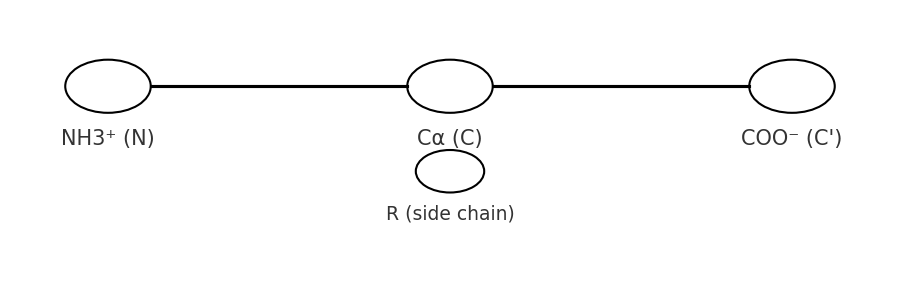 NH3⁺ (N)
Cα (C)
COO⁻ (C')
R (side chain)